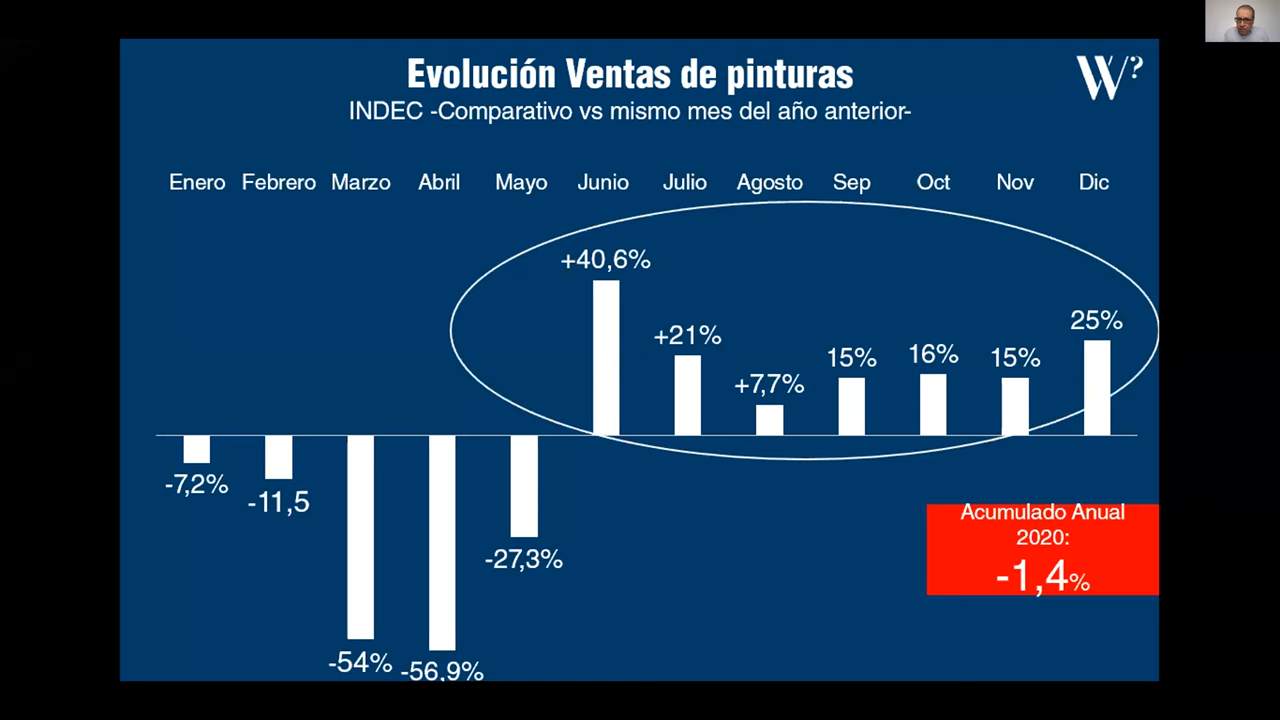 Evolución Ventas de pinturas
W?
INDEC -Comparativo vs mismo mes del año anterior-
Enero Febrero Marzo Abril Mayo Junio Julio Agosto Sep Oct Nov Dic
+40,6%
+21%
+7,7%
15%
16%
15%
25%
-7,2%
-11,5
-54%
-56,9%
-27,3%
Acumulado Anual
2020:
-1,4%